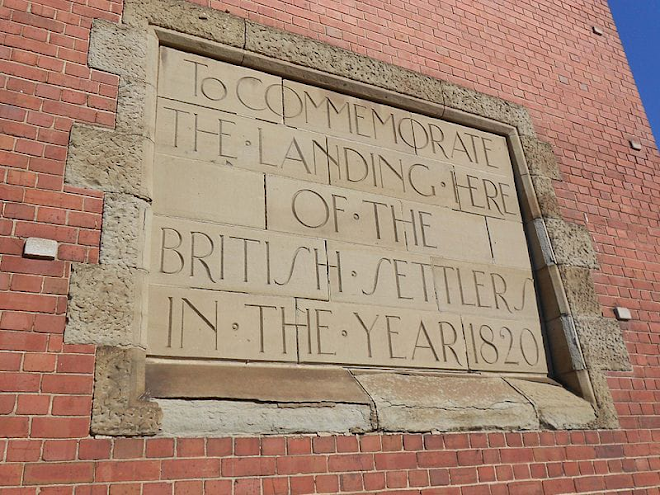 To COMMEMORATE
THE · LANDING · HERE
OF · THE
BRITISH · SETTLERS
IN · THE · YEAR · 1820